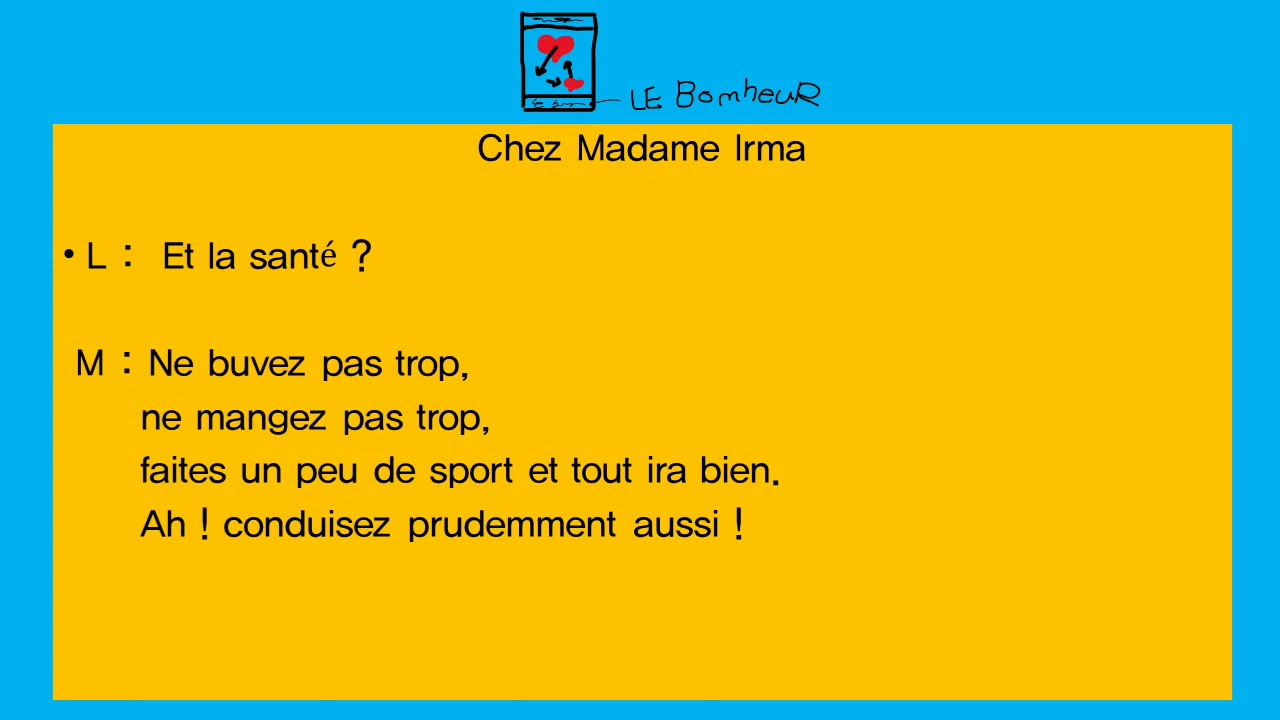 LE BomheuR
Chez Madame Irma
• L : Et la santé ?
M : Ne buvez pas trop,
ne mangez pas trop,
faites un peu de sport et tout ira bien.
Ah ! conduisez prudemment aussi !